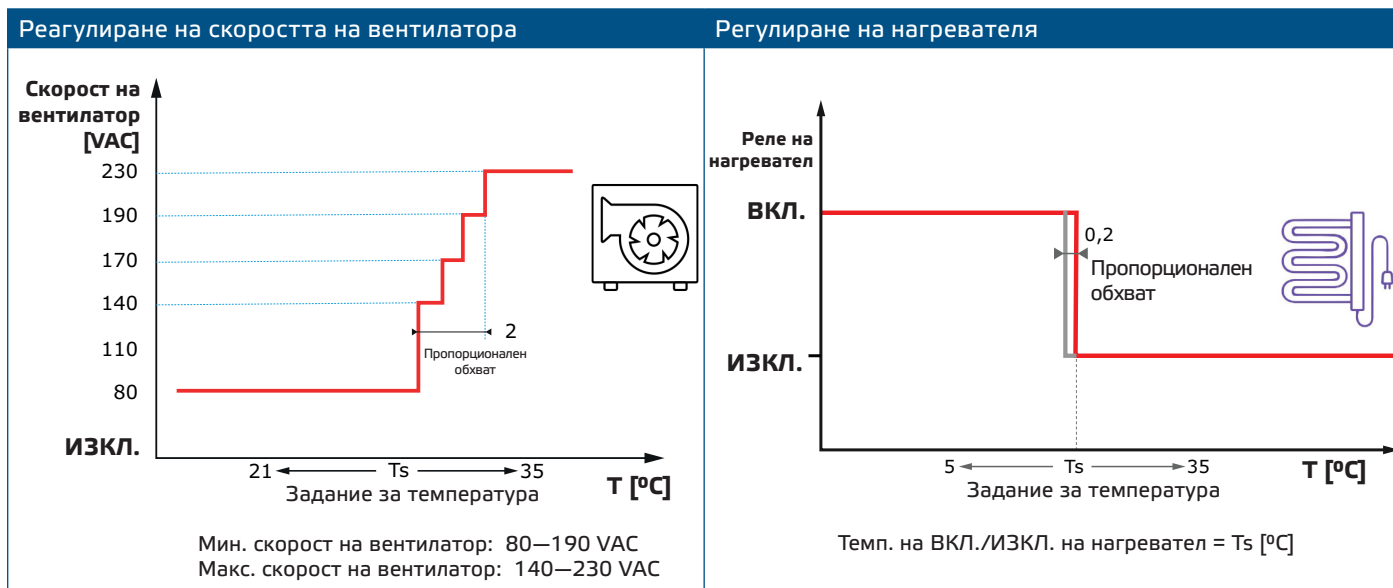 Реагулиране на скоростта на вентилатора
Скорост на
вентилатор
[VAC]
230
190
170
140
110
80
ИЗКЛ.
2
Пропорционален
обхват
21 Ts 35
Задание за температура
T [ºC]
Мин. скорост на вентилатор: 80—190 VAC
Макс. скорост на вентилатор: 140—230 VAC
Регулиране на нагревателя
Реле на
нагревател
ВКЛ.
0,2
Пропорционален
обхват
ИЗКЛ.
5 Ts 35
Задание за температура
T [ºC]
Темп. на ВКЛ./ИЗКЛ. на нагревател = Ts [ºC]